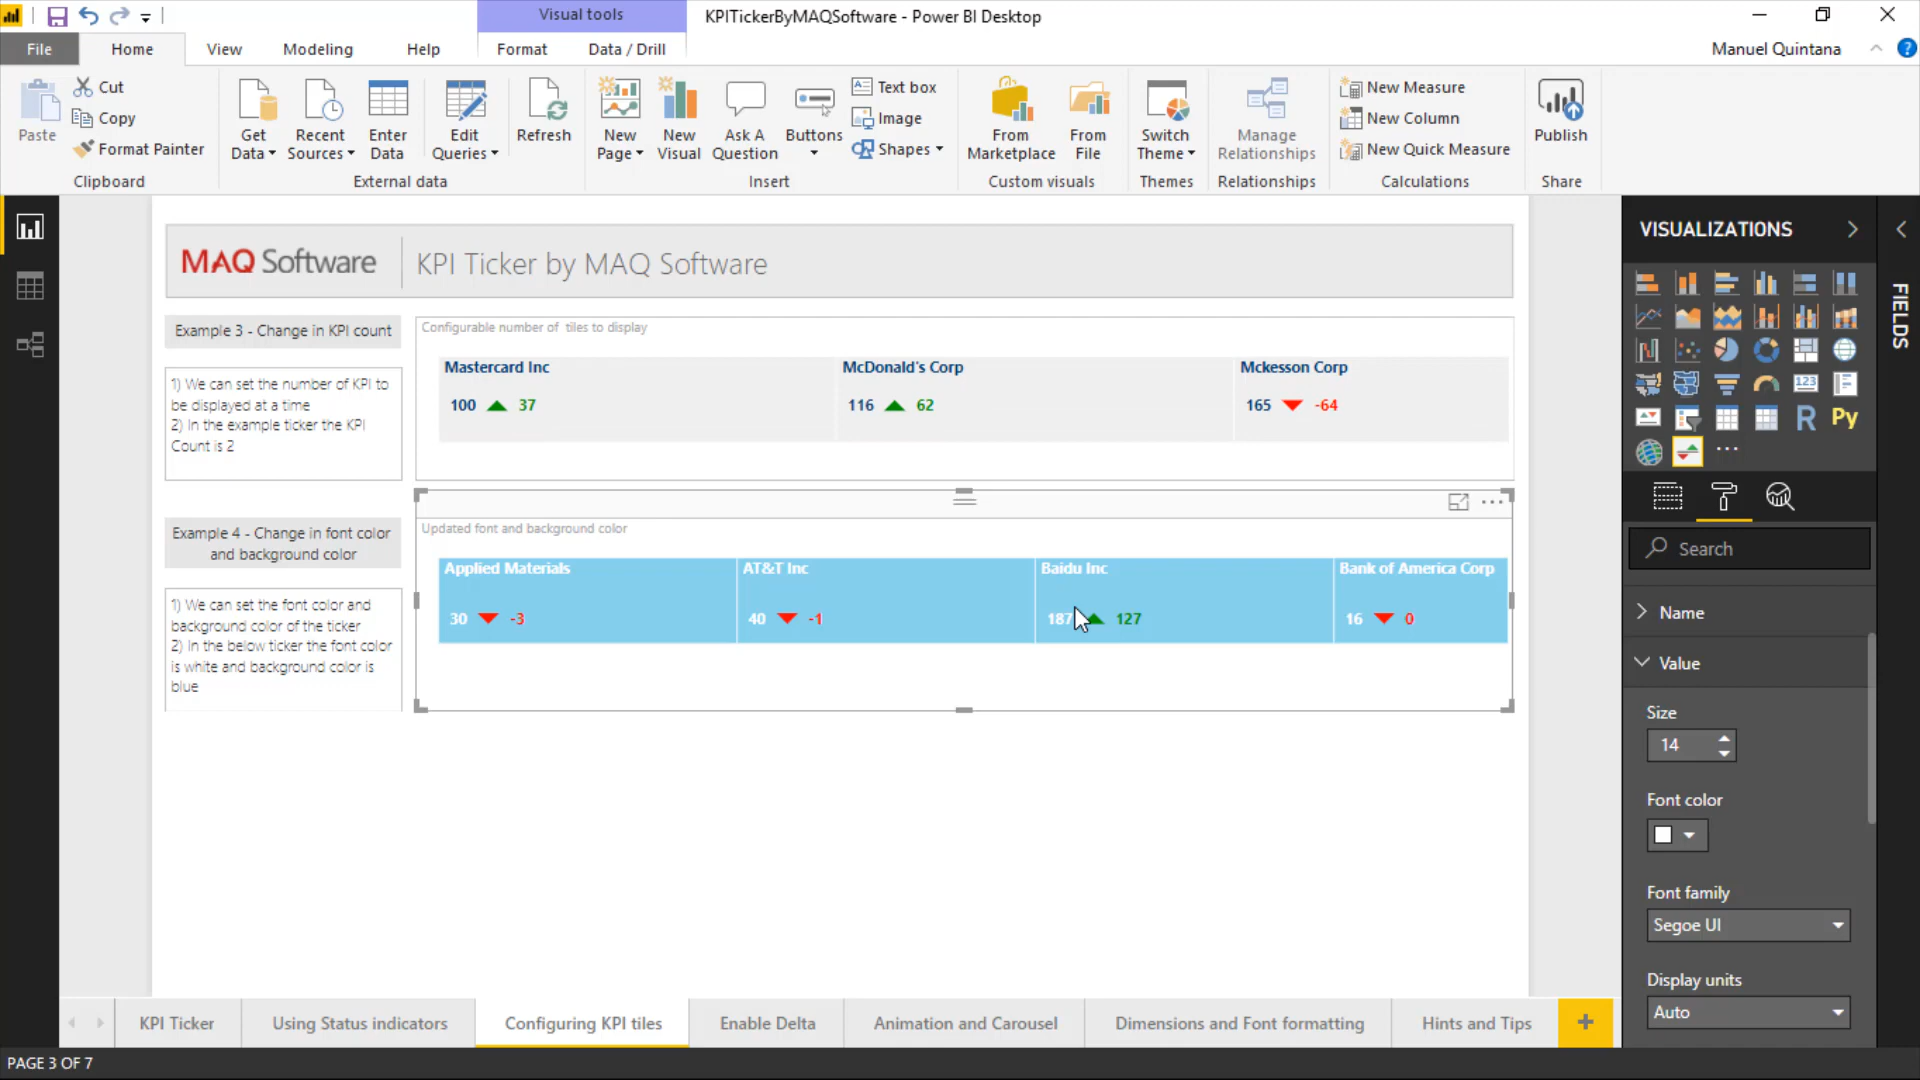 Visual tools
KPITickerByMAQSoftware - Power BI Desktop
File
Home
View
Modeling
Help
Format
Data / Drill
Manuel Quintana
?
Paste
Cut
Copy
Format Painter
Clipboard
Get
Data
Recent
Sources
Enter
Data
Edit
Queries
Refresh
External data
New
Page
New
Visual
Ask A
Question
Buttons
Text box
Image
Shapes
Insert
From
Marketplace
From
File
Custom visuals
Switch
Theme
Themes
Manage
Relationships
Relationships
New Measure
New Column
New Quick Measure
Calculations
Publish
Share
MAQ Software
KPI Ticker by MAQ Software
Example 3 - Change in KPI count
1) We can set the number of KPI to
be displayed at a time
2) In the example ticker the KPI
Count is 2
Configurable number of tiles to display
Mastercard Inc
100 37
McDonald's Corp
116 62
Mckesson Corp
165 -64
Example 4 - Change in font color
and background color
1) We can set the font color and
background color of the ticker
2) In the below ticker the font color
is white and background color is
blue
Updated font and background color
Applied Materials
30 -3
AT&T Inc
40 -1
Baidu Inc
187 127
Bank of America Corp
16 0
VISUALIZATIONS
123
R
Py
FIELDS
Search
Name
Value
Size
14
Font color
Font family
Segoe UI
Display units
Auto
KPI Ticker
Using Status indicators
Configuring KPI tiles
Enable Delta
Animation and Carousel
Dimensions and Font formatting
Hints and Tips
PAGE 3 OF 7